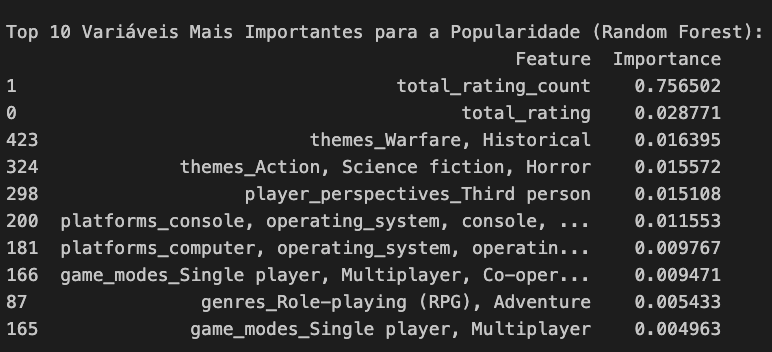 Top 10 Variáveis Mais Importantes para a Popularidade (Random Forest):
Feature Importance
1 total_rating_count 0.756502
0 total_rating 0.028771
423 themes_Warfare, Historical 0.016395
324 themes_Action, Science fiction, Horror 0.015572
298 player_perspectives_Third person 0.015108
200 platforms_console, operating_system, console, ... 0.011553
181 platforms_computer, operating_system, operatin... 0.009767
166 game_modes_Single player, Multiplayer, Co-oper... 0.009471
87 genres_Role-playing (RPG), Adventure 0.005433
165 game_modes_Single player, Multiplayer 0.004963